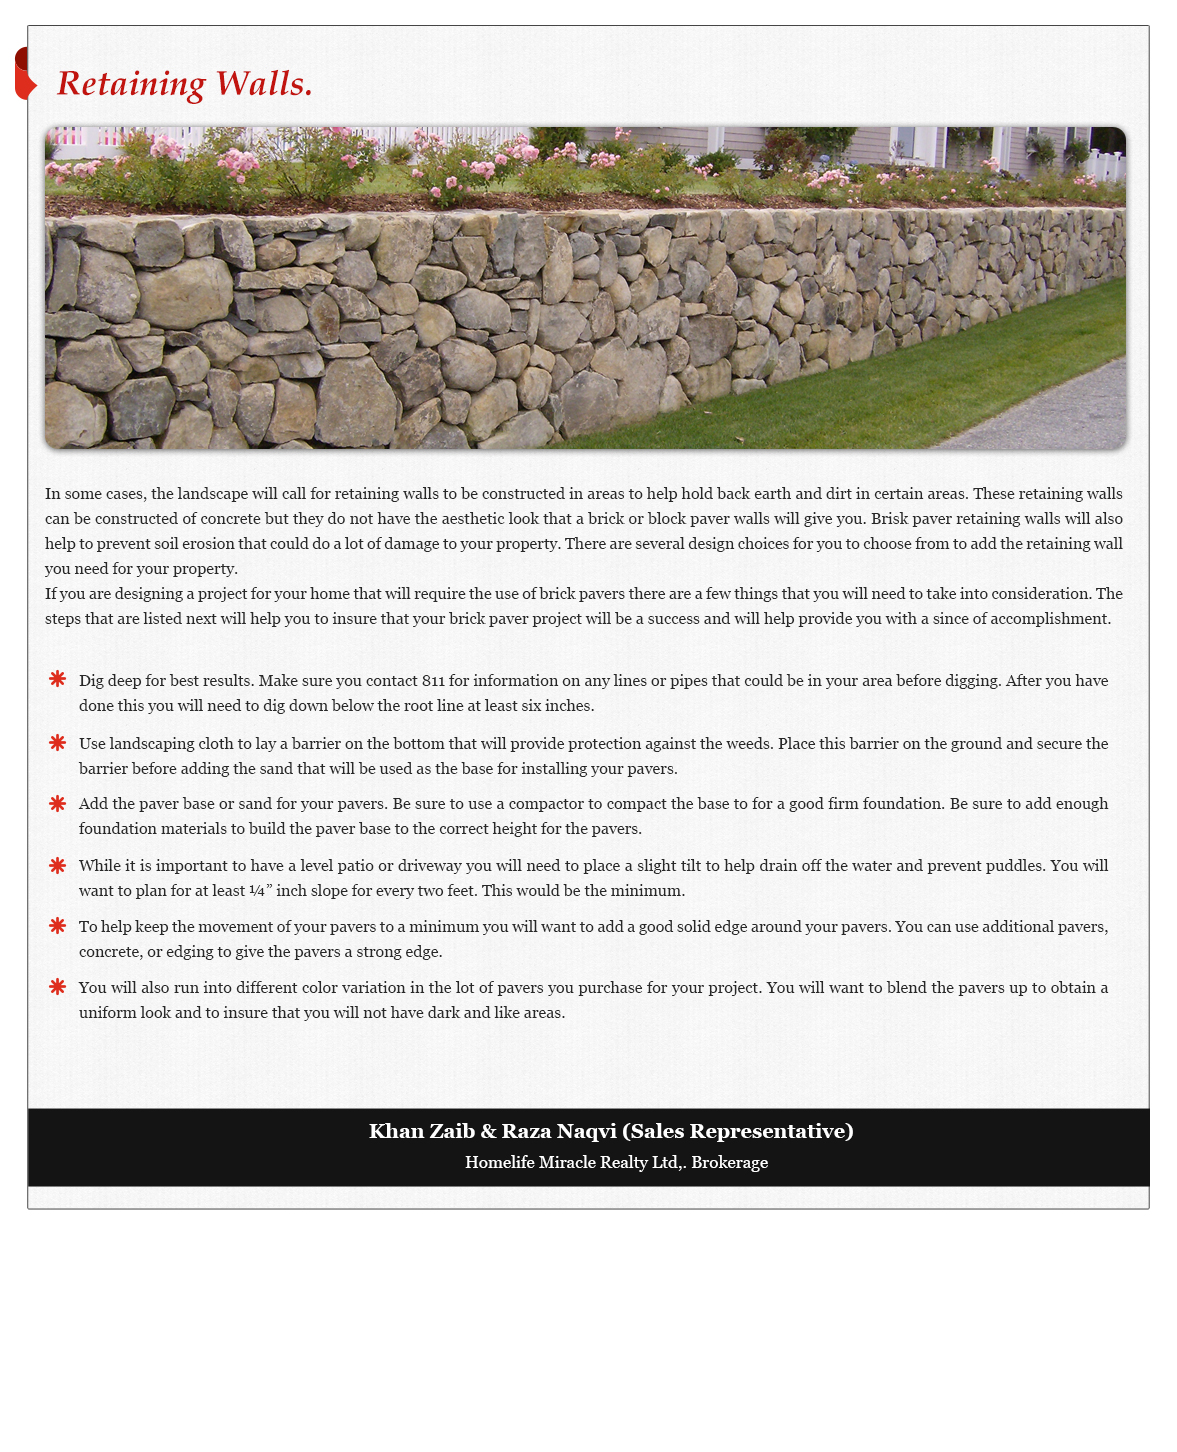 Retaining Walls.
In some cases, the landscape will call for retaining walls to be constructed in areas to help hold back earth and dirt in certain areas. These retaining walls
can be constructed of concrete but they do not have the aesthetic look that a brick or block paver walls will give you. Brisk paver retaining walls will also
help to prevent soil erosion that could do a lot of damage to your property. There are several design choices for you to choose from to add the retaining wall
you need for your property.
If you are designing a project for your home that will require the use of brick pavers there are a few things that you will need to take into consideration. The
steps that are listed next will help you to insure that your brick paver project will be a success and will help provide you with a since of accomplishment.
Dig deep for best results. Make sure you contact 811 for information on any lines or pipes that could be in your area before digging. After you have
done this you will need to dig down below the root line at least six inches.
Use landscaping cloth to lay a barrier on the bottom that will provide protection against the weeds. Place this barrier on the ground and secure the
barrier before adding the sand that will be used as the base for installing your pavers.
Add the paver base or sand for your pavers. Be sure to use a compactor to compact the base to for a good firm foundation. Be sure to add enough
foundation materials to build the paver base to the correct height for the pavers.
While it is important to have a level patio or driveway you will need to place a slight tilt to help drain off the water and prevent puddles. You will
want to plan for at least ¼” inch slope for every two feet. This would be the minimum.
To help keep the movement of your pavers to a minimum you will want to add a good solid edge around your pavers. You can use additional pavers,
concrete, or edging to give the pavers a strong edge.
You will also run into different color variation in the lot of pavers you purchase for your project. You will want to blend the pavers up to obtain a
uniform look and to insure that you will not have dark and like areas.
Khan Zaib & Raza Naqvi (Sales Representative)
Homelife Miracle Realty Ltd,. Brokerage